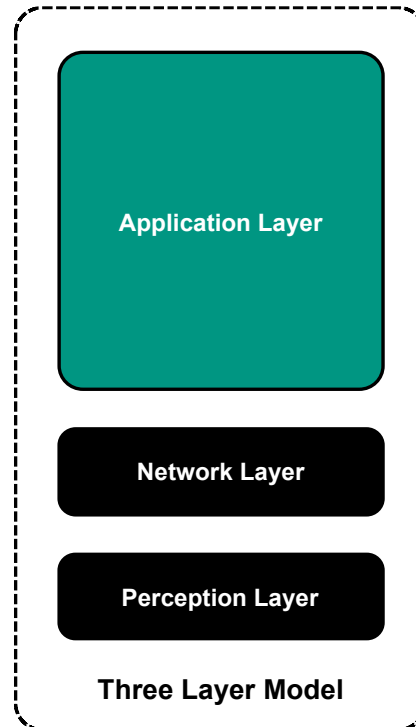 Application Layer
Network Layer
Perception Layer
Three Layer Model